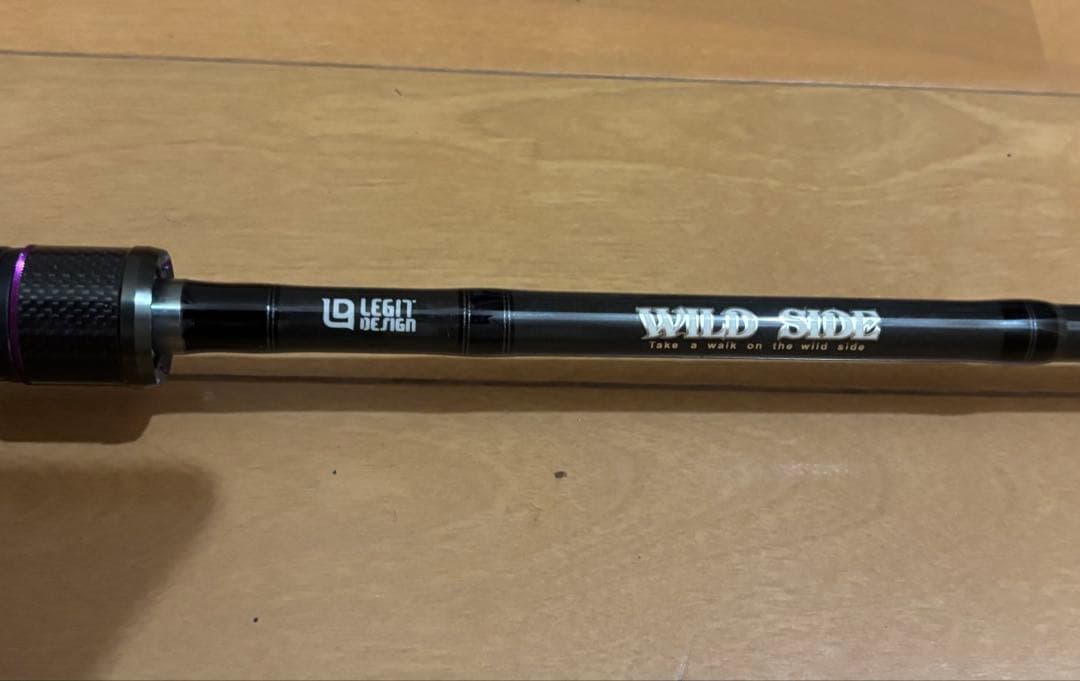 LEGIT
DESIGN
WILD SIDE
Take a walk on the wild side